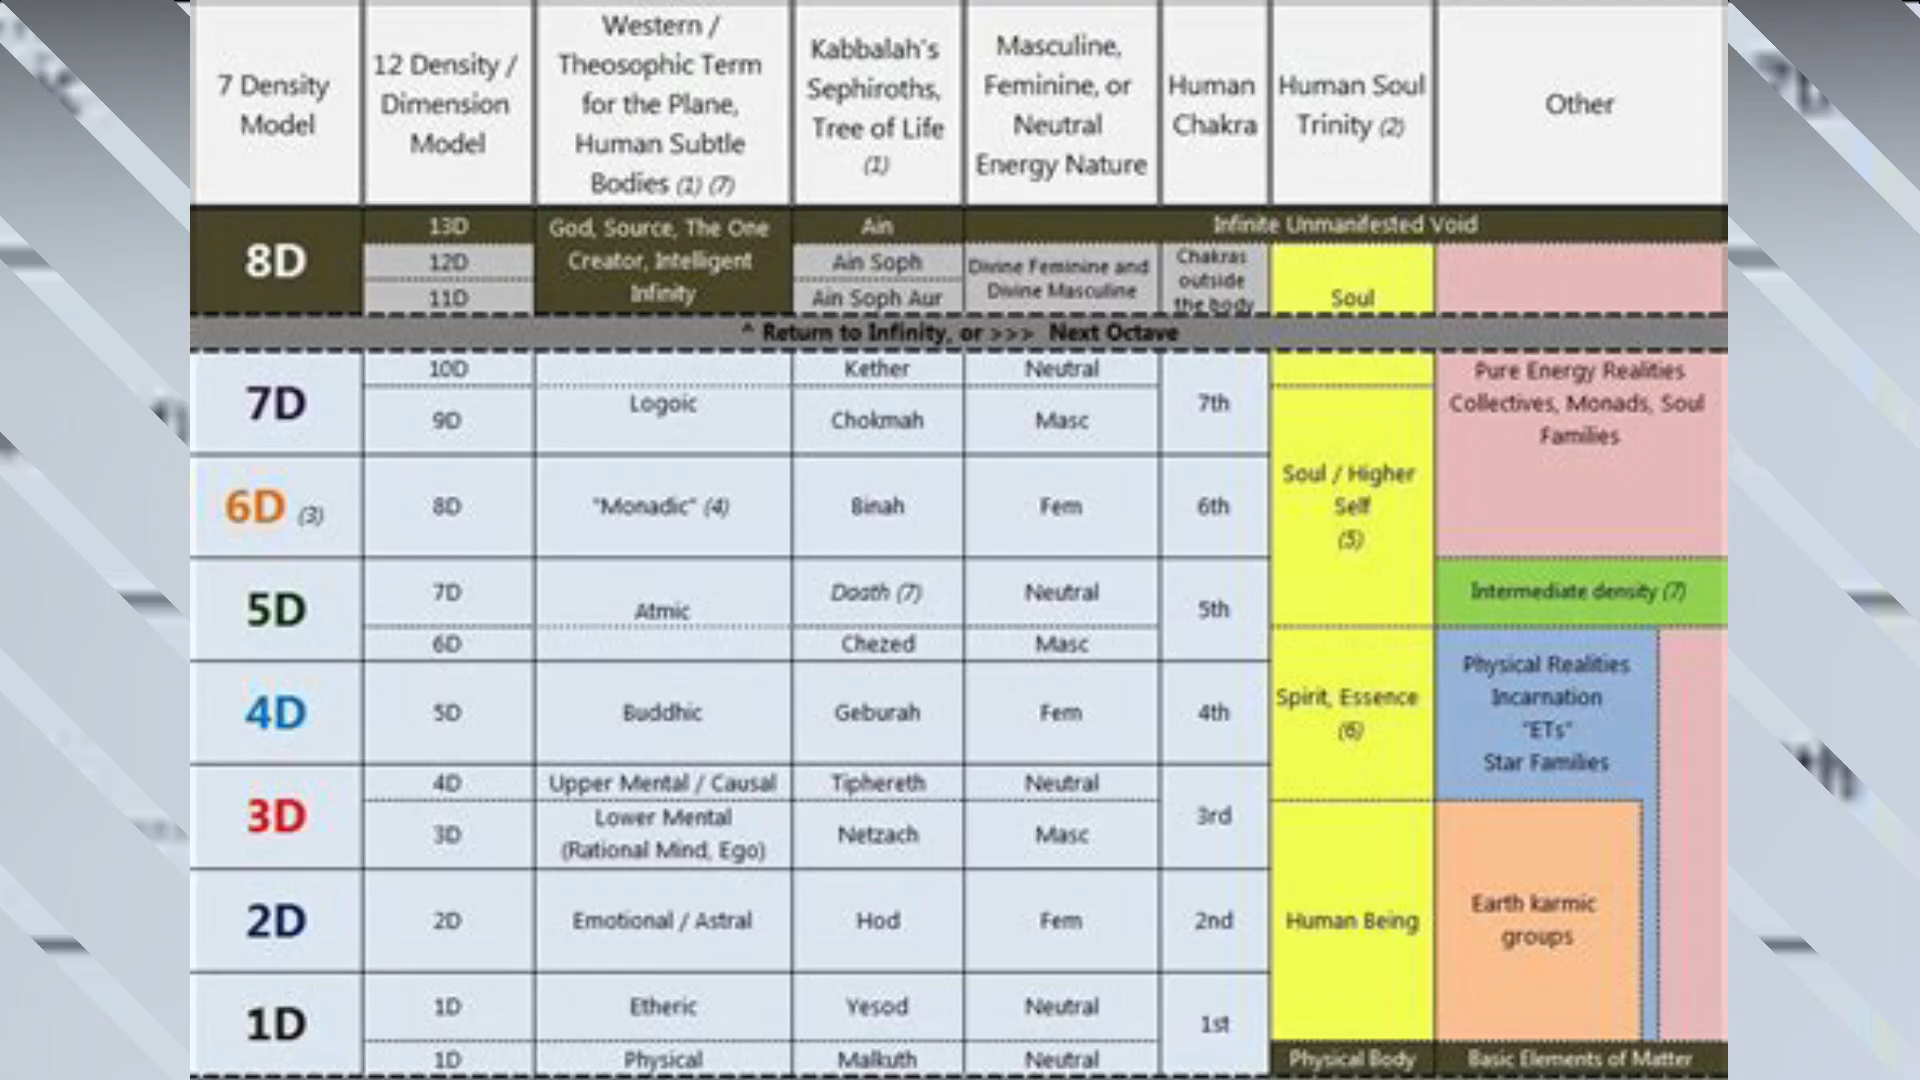 7 Density
Model
12 Density /
Dimension
Model
Western /
Theosophic Term
for the Plane,
Human Subtle
Bodies (1) (7)
Kabbalah's
Sephiroths,
Tree of Life
(1)
Masculine,
Feminine, or
Neutral
Energy Nature
Human
Chakra
Human Soul
Trinity (2)
Other
8D
13D
God, Source, The One
Creator, Intelligent
Infinity
Ain
Infinite Unmanifested Void
12D
Ain Soph
Divine Feminine and
Divine Masculine
Chakras
outside
the body
Soul
11D
Ain Soph Aur
^ Return to Infinity, or >>> Next Octave
7D
10D
Logoic
Kether
Neutral
7th
Pure Energy Realities
Collectives, Monads, Soul
Families
9D
Chokmah
Masc
Soul / Higher
Self
(5)
6D (3)
8D
"Monadic" (4)
Binah
Fem
6th
5D
7D
Atmic
Daath (7)
Neutral
5th
Intermediate density (7)
6D
Chezed
Masc
Spirit, Essence
(6)
Physical Realities
Incarnation
"ETs"
Star Families
4D
5D
Buddhic
Geburah
Fem
4th
3D
4D
Upper Mental / Causal
Tiphereth
Neutral
3rd
3D
Lower Mental
(Rational Mind, Ego)
Netzach
Masc
Human Being
Earth karmic
groups
2D
2D
Emotional / Astral
Hod
Fem
2nd
1D
1D
Etheric
Yesod
Neutral
1st
1D
Physical
Malkuth
Neutral
Physical Body
Basic Elements of Matter